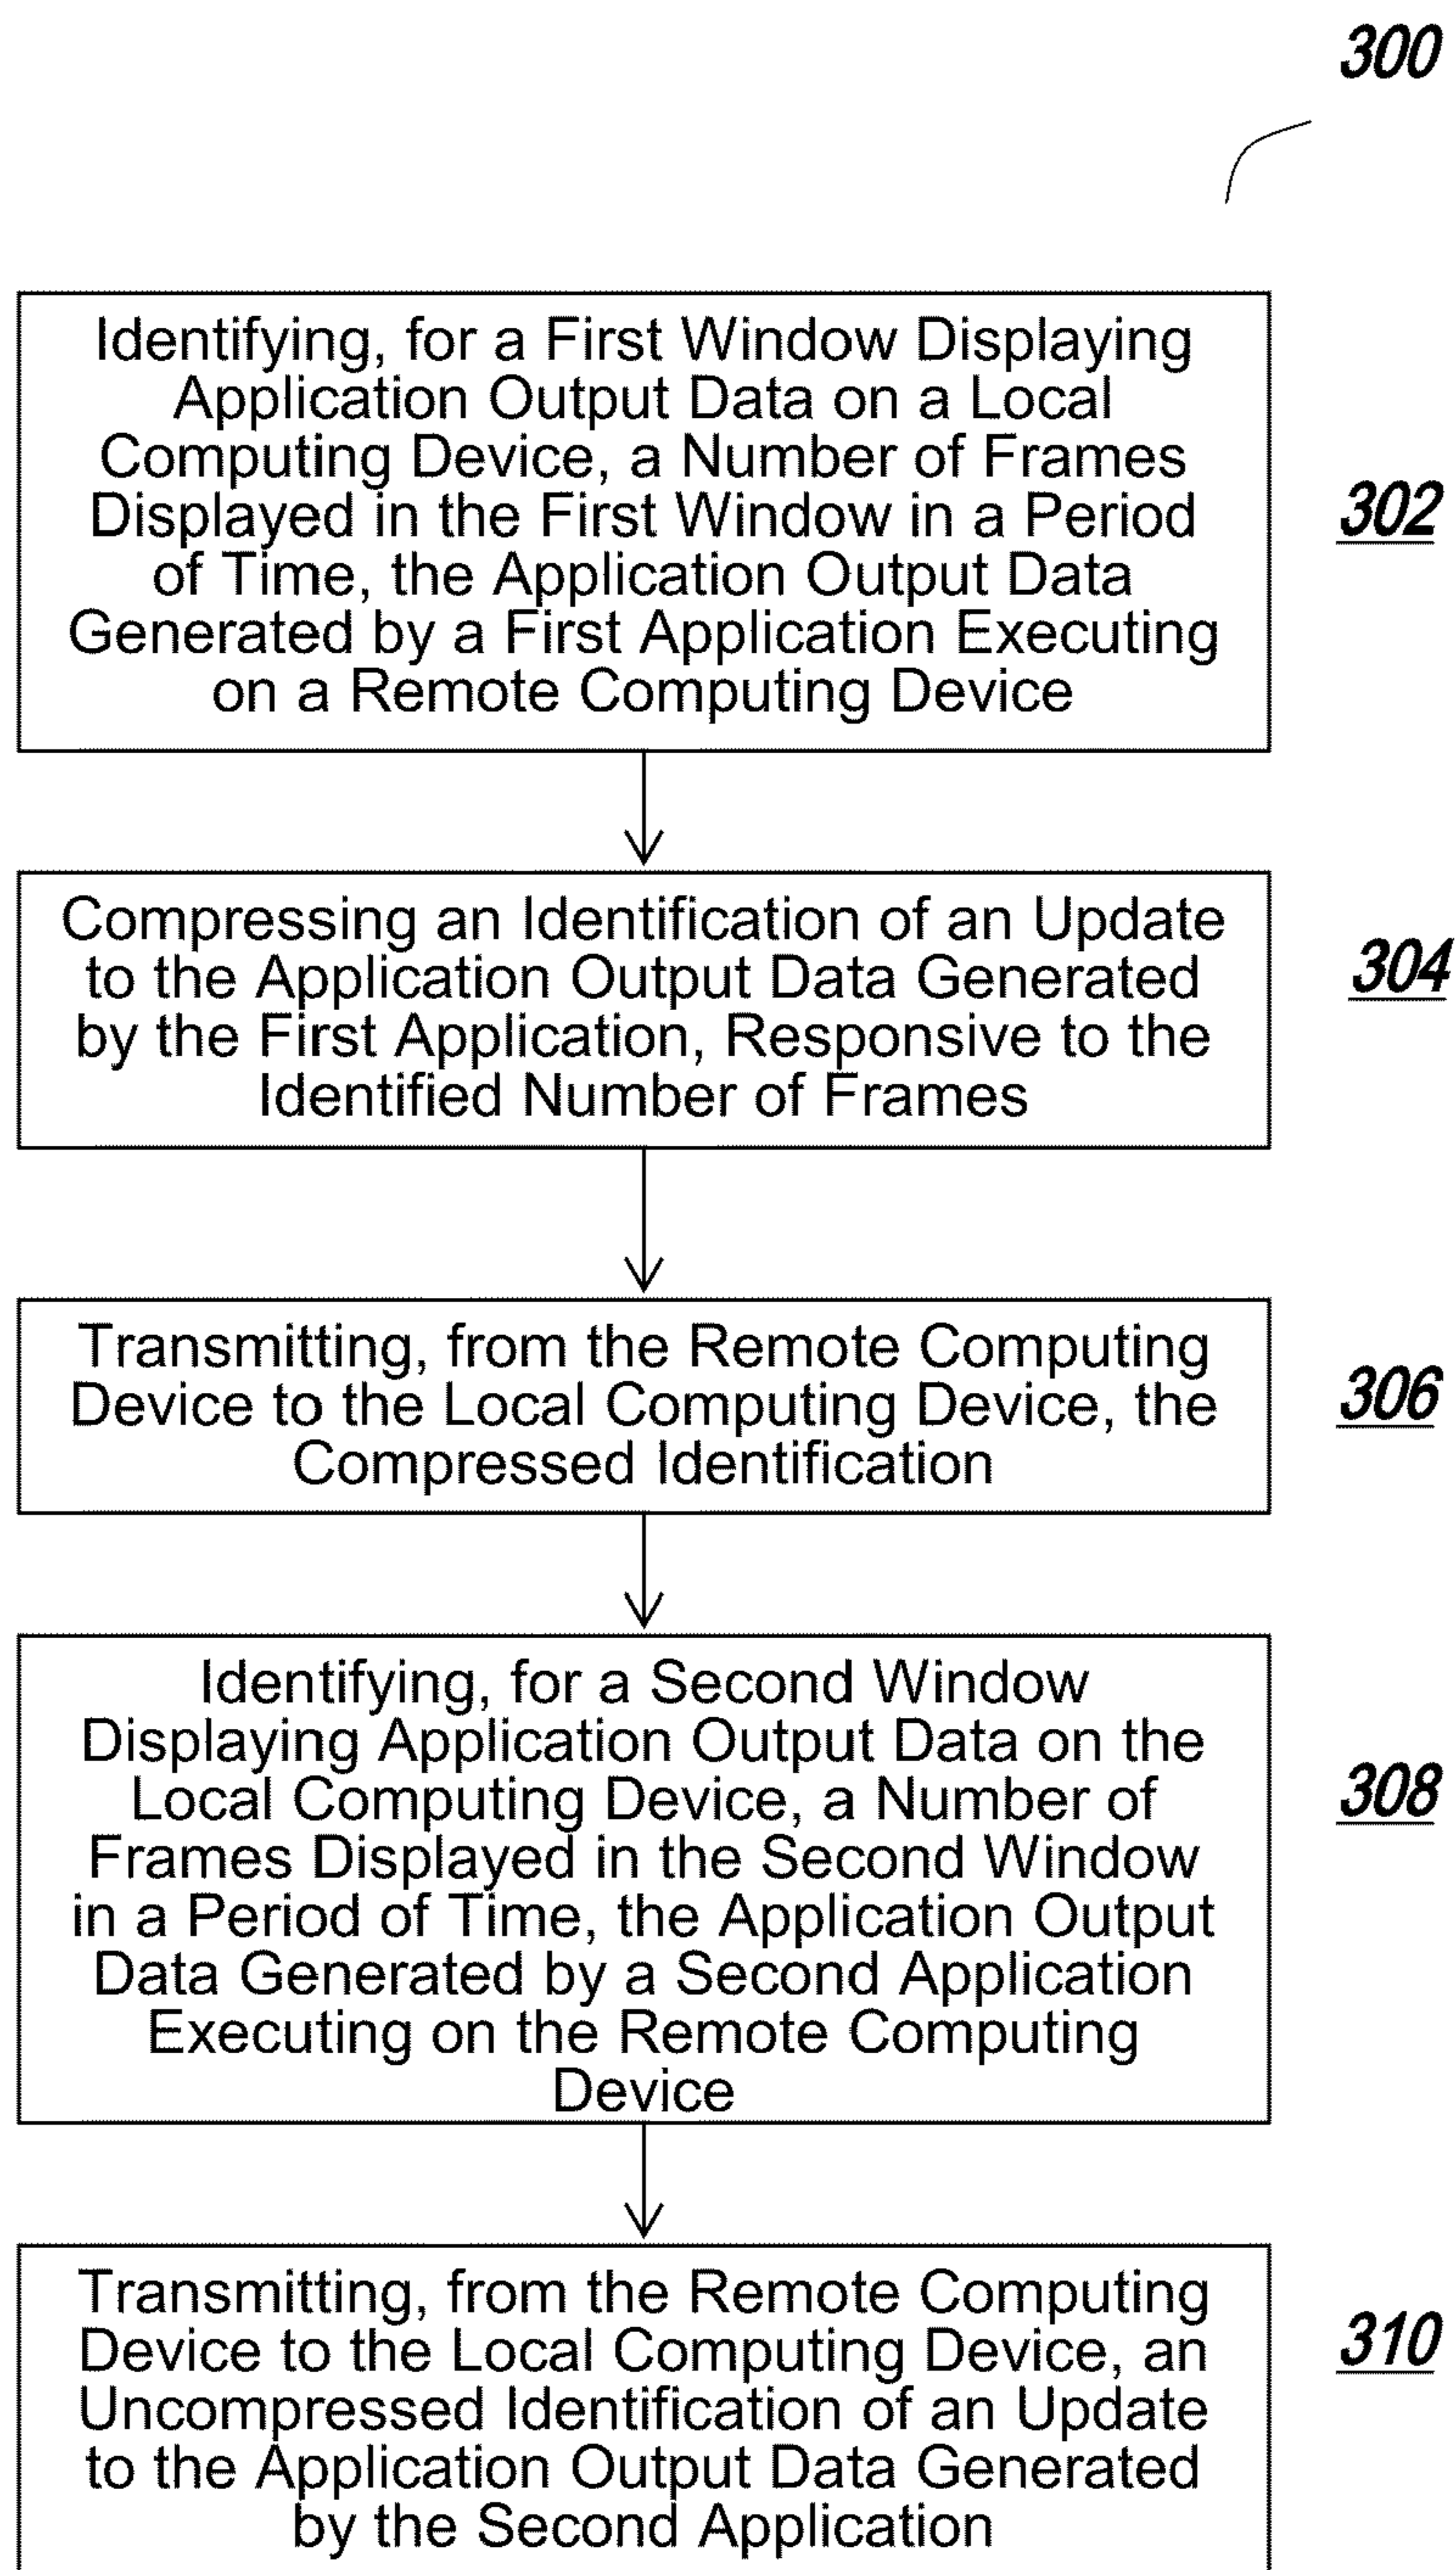 300
Identifying, for a First Window Displaying
Application Output Data on a Local
Computing Device, a Number of Frames
Displayed in the First Window in a Period
of Time, the Application Output Data
Generated by a First Application Executing
on a Remote Computing Device
302
Compressing an Identification of an Update
to the Application Output Data Generated
by the First Application, Responsive to the
Identified Number of Frames
304
Transmitting, from the Remote Computing
Device to the Local Computing Device, the
Compressed Identification
306
Identifying, for a Second Window
Displaying Application Output Data on the
Local Computing Device, a Number of
Frames Displayed in the Second Window
in a Period of Time, the Application Output
Data Generated by a Second Application
Executing on the Remote Computing
Device
308
Transmitting, from the Remote Computing
Device to the Local Computing Device, an
Uncompressed Identification of an Update
to the Application Output Data Generated
by the Second Application
310